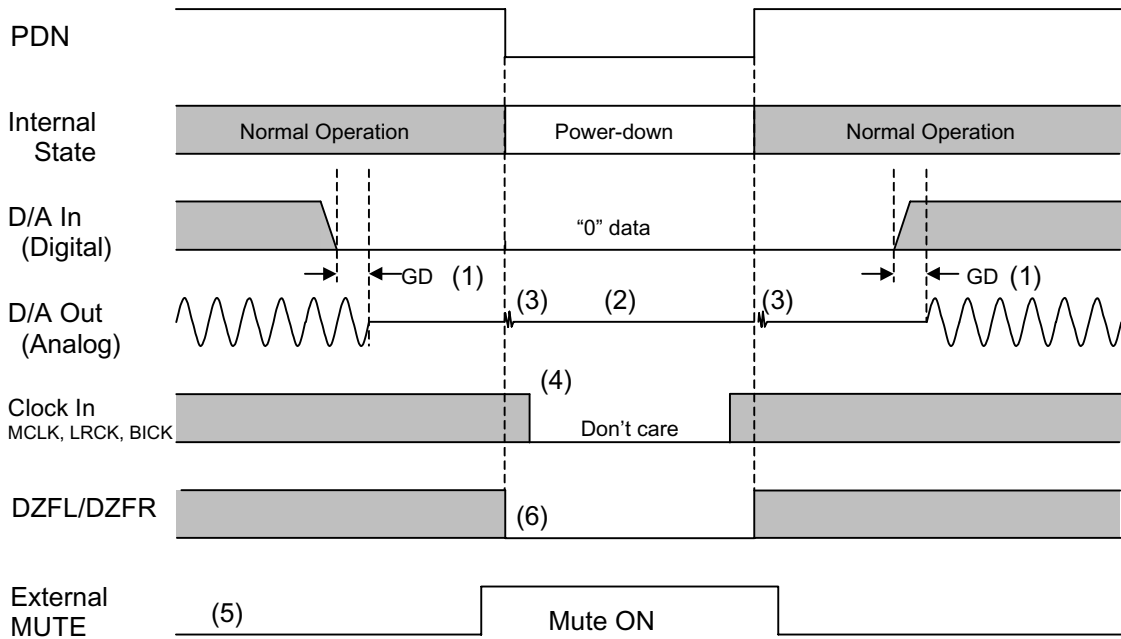 PDN
Internal
State
Normal Operation
Power-down
Normal Operation
D/A In
(Digital)
“0” data
GD (1)
GD (1)
D/A Out
(Analog)
(3)
(2)
(3)
Clock In
MCLK, LRCK, BICK
(4)
Don’t care
DZFL/DZFR
(6)
External
MUTE
(5)
Mute ON